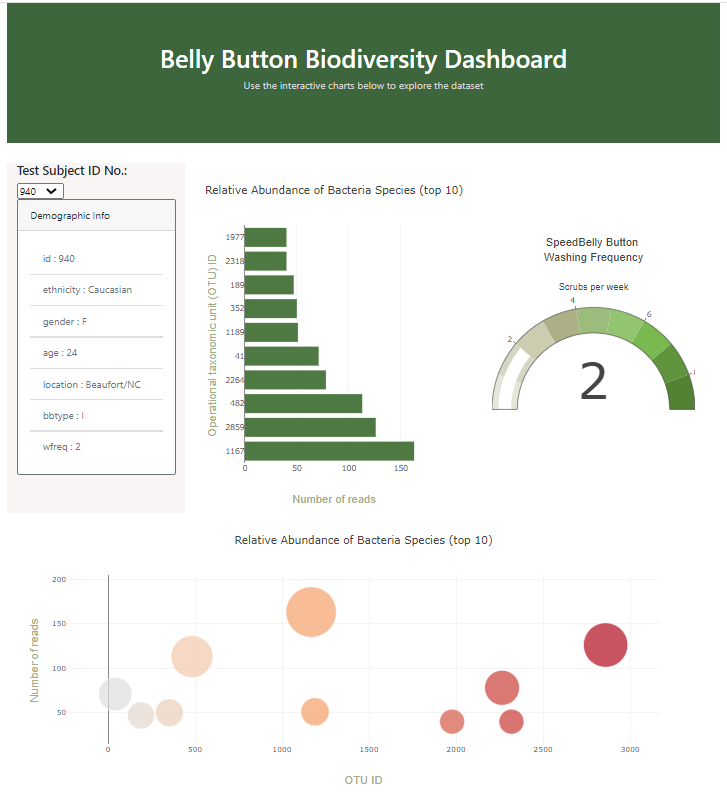 Belly Button Biodiversity Dashboard
Use the interactive charts below to explore the dataset
Test Subject ID No.:
940
Demographic Info
id : 940
ethnicity : Caucasian
gender : F
age : 24
location : Beaufort/NC
bbtype : I
wfreq : 2
Relative Abundance of Bacteria Species (top 10)
Operational taxonomic unit (OTU) ID
1977
2318
189
352
1189
41
2264
482
2859
1167
0 50 100 150
Number of reads
SpeedBelly Button
Washing Frequency
Scrubs per week
2
4
6
2
Relative Abundance of Bacteria Species (top 10)
Number of reads
200
150
100
50
0 500 1000 1500 2000 2500 3000
OTU ID